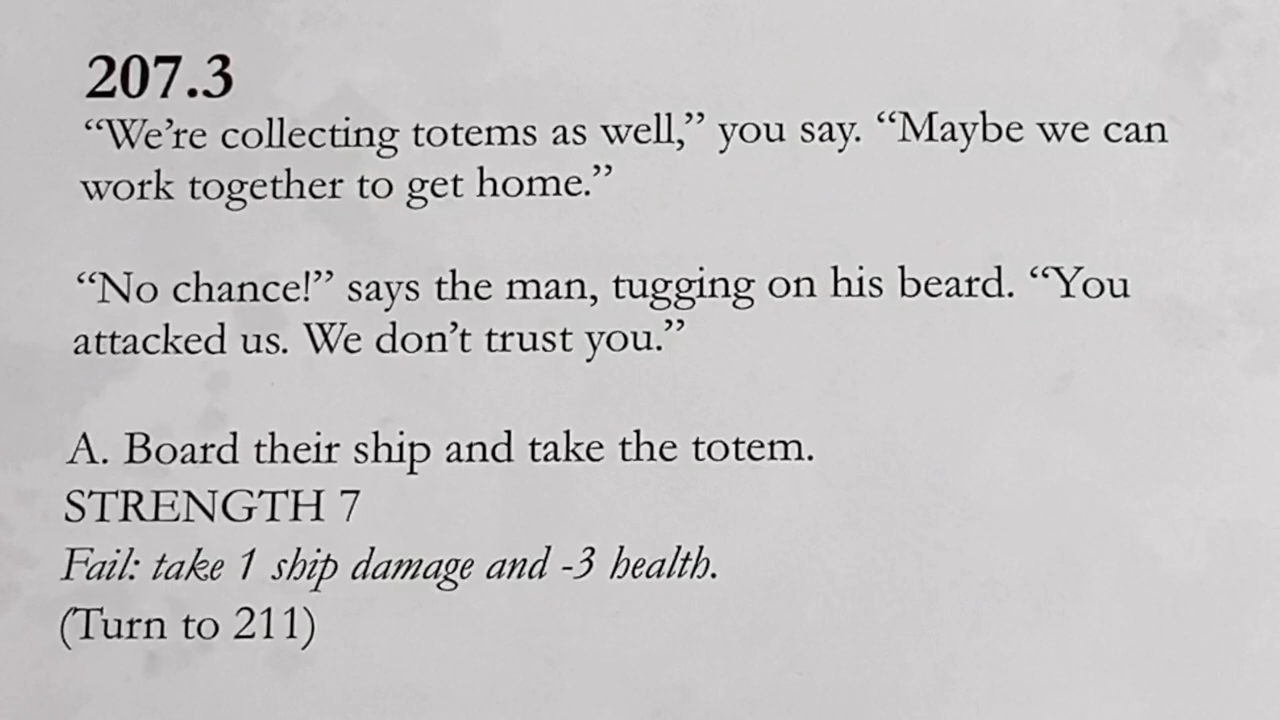 207.3
“We’re collecting totems as well,” you say. “Maybe we can
work together to get home.”
“No chance!” says the man, tugging on his beard. “You
attacked us. We don’t trust you.”
A. Board their ship and take the totem.
STRENGTH 7
Fail: take 1 ship damage and -3 health.
(Turn to 211)